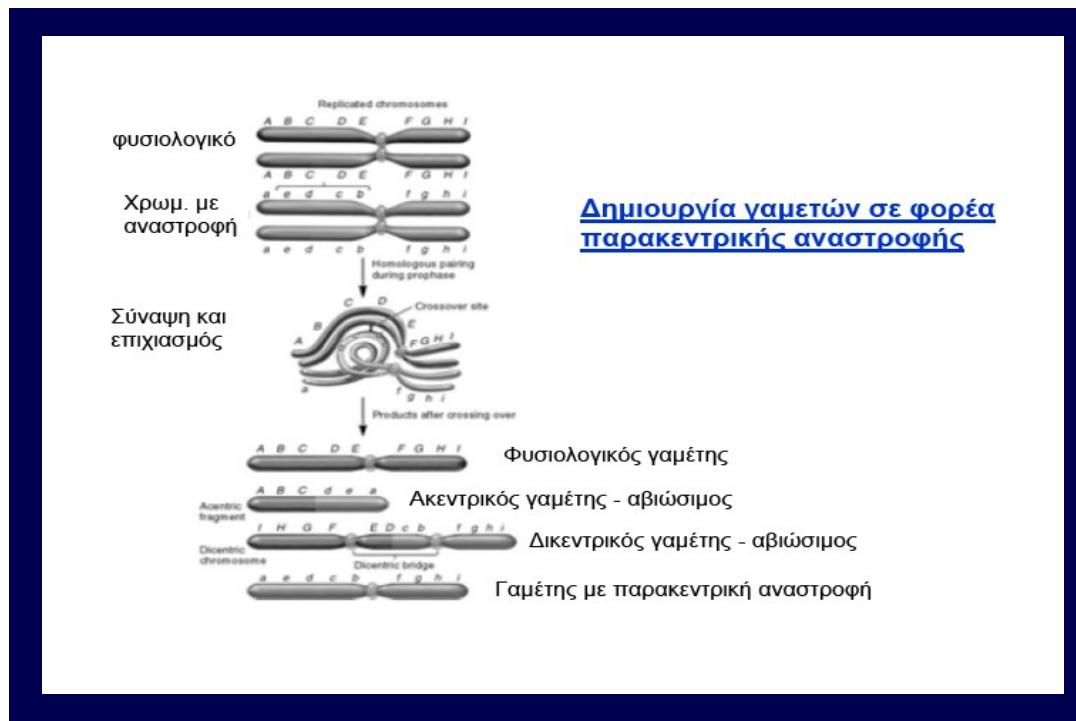 Replicated chromosomes
A B C D E F G H I
φυσιολογικό
A B C D E F G H I
a e d c b f g h i
Χρωμ. με
αναστροφή
a e d c b f g h i
Δημιουργία γαμετών σε φορέα
παρακεντρικής αναστροφής
Homologous pairing
during prophase
Σύναψη και
επιχιασμός
C D
Crossover site
B E
A F G H I
a f g h i
Products after crossing over
A B C D E F G H I
Φυσιολογικός γαμέτης
A B C d e a
Acentric
fragment
Ακεντρικός γαμέτης - αβιώσιμος
I H G F E D c b f g h i
Dicentric
chromosome
Δικεντρικός γαμέτης - αβιώσιμος
Dicentric bridge
a e d c b f g h i
Γαμέτης με παρακεντρική αναστροφή